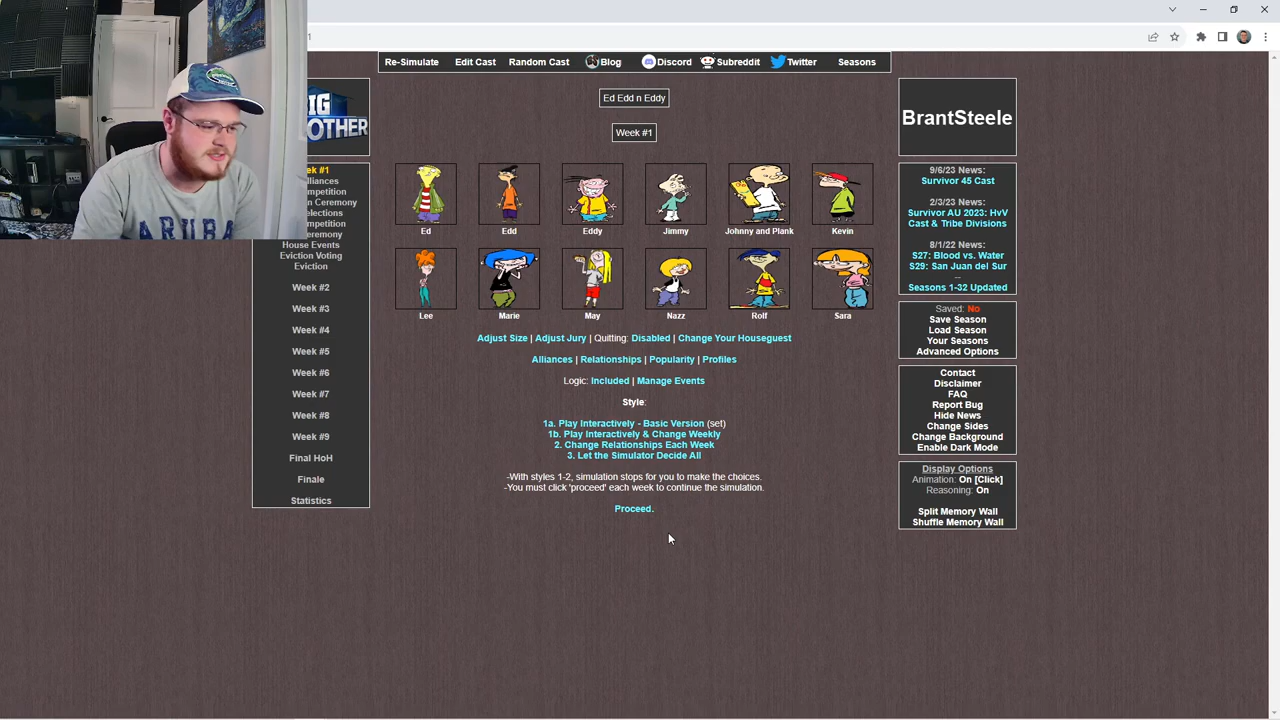 1
Re-Simulate Edit Cast Random Cast Blog Discord Subreddit Twitter Seasons
Ed Edd n Eddy
Week #1
Ed Edd Eddy Jimmy Johnny and Plank Kevin
Lee Marie May Nazz Rolf Sara
Adjust Size | Adjust Jury | Quitting: Disabled | Change Your Houseguest
Alliances | Relationships | Popularity | Profiles
Logic: Included | Manage Events
Style:
1a. Play Interactively - Basic Version (set)
1b. Play Interactively & Change Weekly
2. Change Relationships Each Week
3. Let the Simulator Decide All
-With styles 1-2, simulation stops for you to make the choices.
-You must click 'proceed' each week to continue the simulation.
Proceed.
House Events
Eviction Voting
Eviction
Week #2
Week #3
Week #4
Week #5
Week #6
Week #7
Week #8
Week #9
Final HoH
Finale
Statistics
BrantSteele
9/6/23 News:
Survivor 45 Cast
2/3/23 News:
Survivor AU 2023: HvV
Cast & Tribe Divisions
8/1/22 News:
S27: Blood vs. Water
S29: San Juan del Sur
...
Seasons 1-32 Updated
Saved: No
Save Season
Load Season
Your Seasons
Advanced Options
Contact
Disclaimer
FAQ
Report Bug
Hide News
Change Sides
Change Background
Enable Dark Mode
Display Options
Animation: On [Click]
Reasoning: On
Split Memory Wall
Shuffle Memory Wall
ARUBA